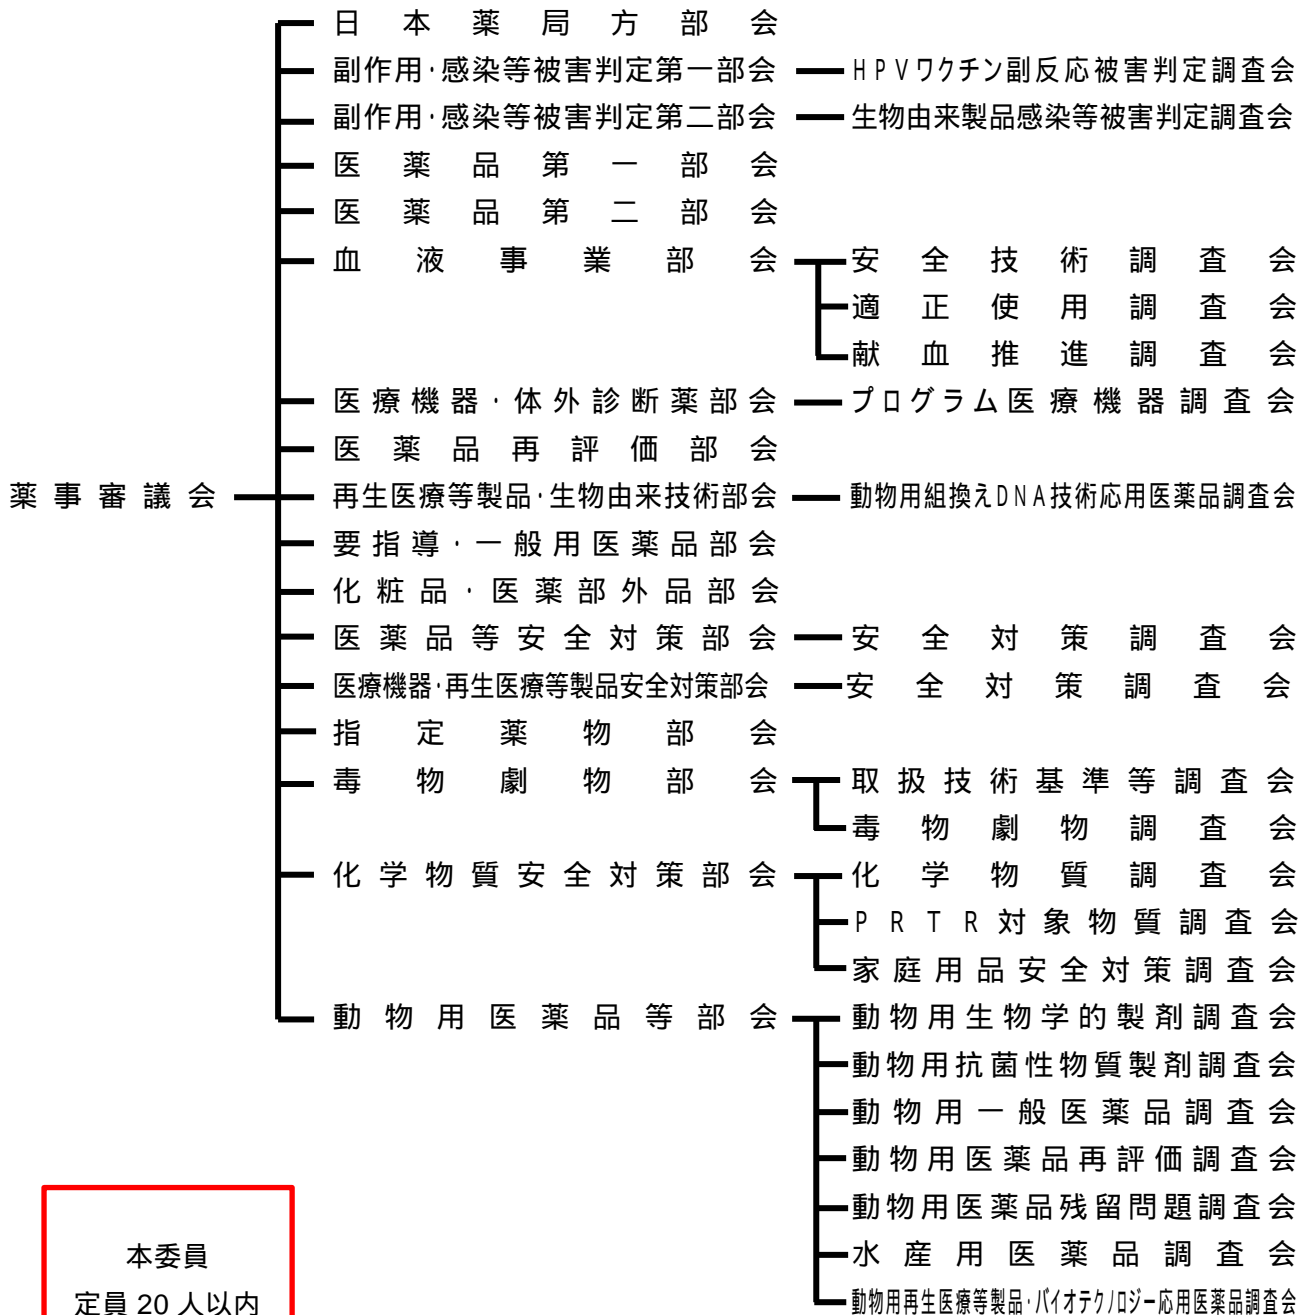 日本薬局方部会
副作用・感染等被害判定第一部会 HPVワクチン副反応被害判定調査会
副作用・感染等被害判定第二部会 生物由来製品感染等被害判定調査会
医薬品第一部会
医薬品第二部会
血液事業部会 安全技術調査会
適正使用調査会
献血推進調査会
医療機器・体外診断薬部会 プログラム医療機器調査会
医薬品再評価部会
薬事審議会 再生医療等製品・生物由来技術部会 動物用組換えDNA技術応用医薬品調査会
要指導・一般用医薬品部会
化粧品・医薬部外品部会
医薬品等安全対策部会 安全対策調査会
医療機器・再生医療等製品安全対策部会 安全対策調査会
指定薬物部会
毒物劇物部会 取扱技術基準等調査会
毒物劇物調査会
化学物質安全対策部会 化学物質調査会
PRTR対象物質調査会
家庭用品安全対策調査会
動物用医薬品等部会 動物用生物学的製剤調査会
動物用抗菌性物質製剤調査会
動物用一般医薬品調査会
動物用医薬品再評価調査会
動物用医薬品残留問題調査会
水産用医薬品調査会
動物用再生医療等製品・バイオテクノロジー応用医薬品調査会
本委員
定員 20 人以内